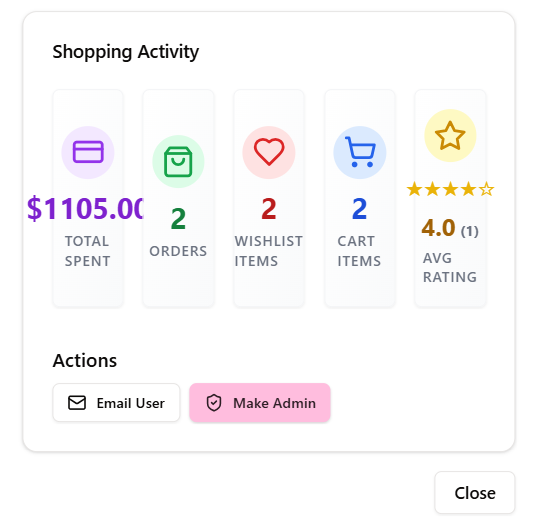 Shopping Activity
$1105.00
TOTAL
SPENT
2
ORDERS
2
WISHLIST
ITEMS
2
CART
ITEMS
★★★★☆
4.0 (1)
AVG
RATING
Actions
Email User
Make Admin
Close